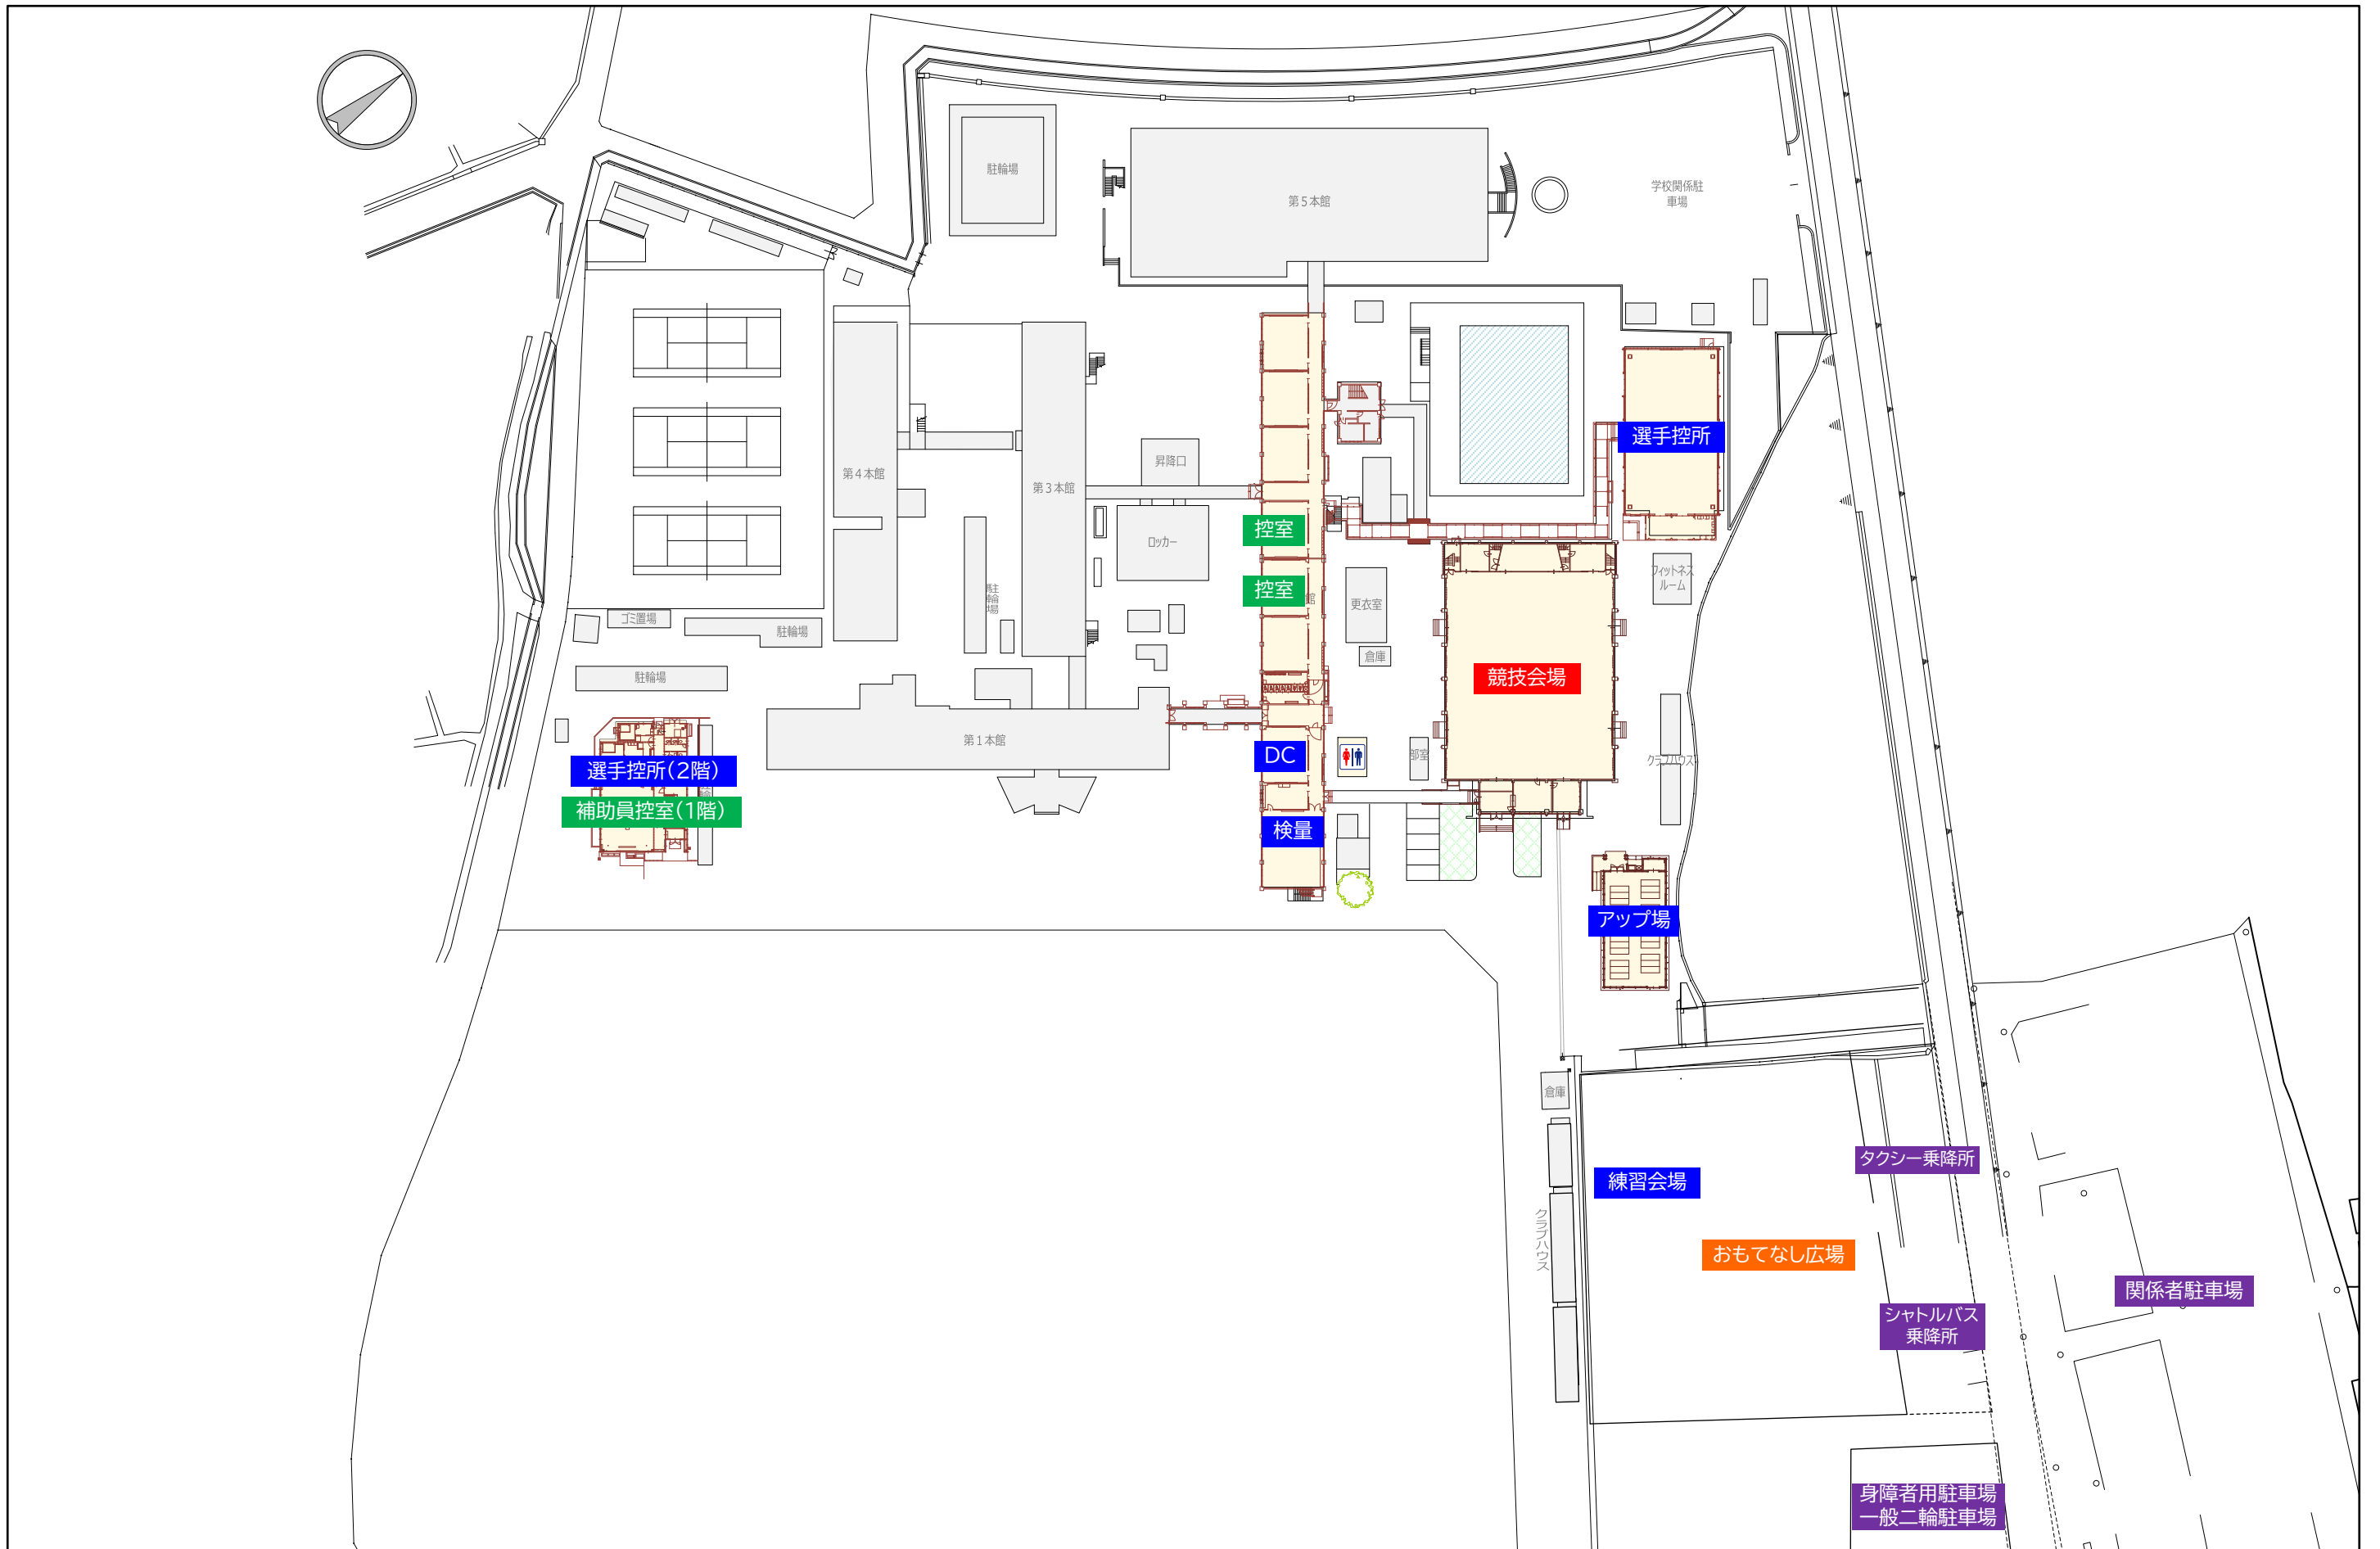 駐輪場
第5本館
学校関係駐
車場
選手控所
第4本館
昇降口
第3本館
ロッカー
控室
控室
館
更衣室
フィットネス
ルーム
駐輪場
ゴミ置場
駐輪場
倉庫
駐輪場
競技会場
第1本館
DC
部室
クラブハウス
選手控所(2階)
補助員控室(1階)
検量
アップ場
倉庫
タクシー乗降所
練習会場
クラブハウス
おもてなし広場
関係者駐車場
シャトルバス
乗降所
身障者用駐車場
一般二輪駐車場